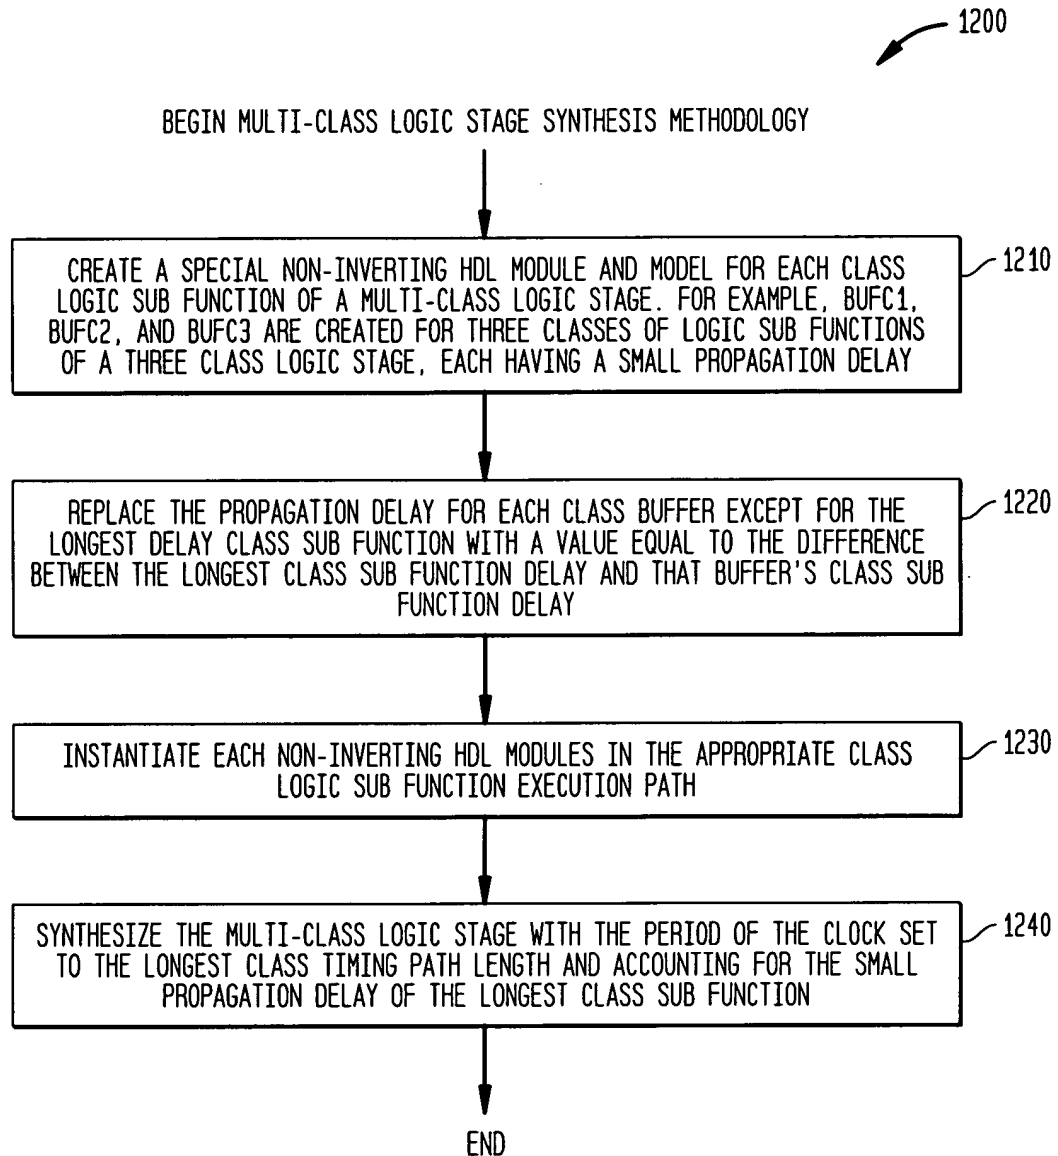 1200
BEGIN MULTI-CLASS LOGIC STAGE SYNTHESIS METHODOLOGY
1210
CREATE A SPECIAL NON-INVERTING HDL MODULE AND MODEL FOR EACH CLASS
LOGIC SUB FUNCTION OF A MULTI-CLASS LOGIC STAGE. FOR EXAMPLE, BUFC1,
BUFC2, AND BUFC3 ARE CREATED FOR THREE CLASSES OF LOGIC SUB FUNCTIONS
OF A THREE CLASS LOGIC STAGE, EACH HAVING A SMALL PROPAGATION DELAY
1220
REPLACE THE PROPAGATION DELAY FOR EACH CLASS BUFFER EXCEPT FOR THE
LONGEST DELAY CLASS SUB FUNCTION WITH A VALUE EQUAL TO THE DIFFERENCE
BETWEEN THE LONGEST CLASS SUB FUNCTION DELAY AND THAT BUFFER'S CLASS SUB
FUNCTION DELAY
1230
INSTANTIATE EACH NON-INVERTING HDL MODULES IN THE APPROPRIATE CLASS
LOGIC SUB FUNCTION EXECUTION PATH
1240
SYNTHESIZE THE MULTI-CLASS LOGIC STAGE WITH THE PERIOD OF THE CLOCK SET
TO THE LONGEST CLASS TIMING PATH LENGTH AND ACCOUNTING FOR THE SMALL
PROPAGATION DELAY OF THE LONGEST CLASS SUB FUNCTION
END